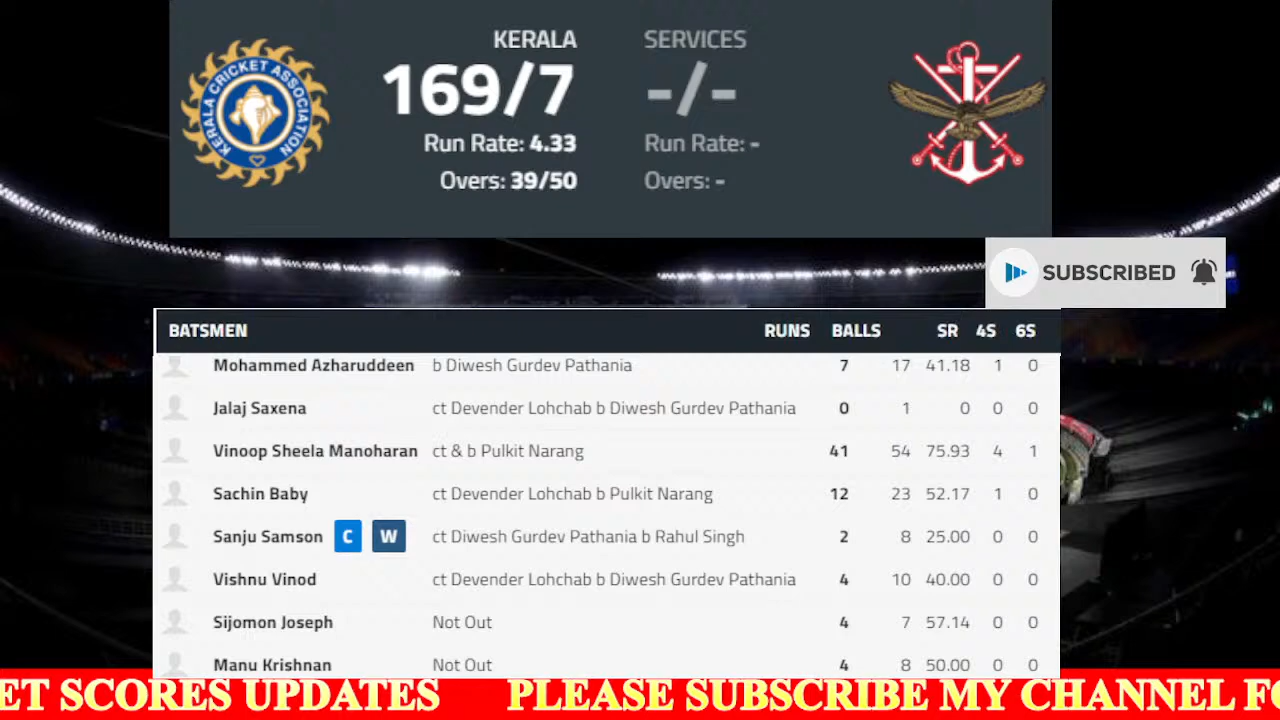 KERALA SERVICES
169/7 -/-
Run Rate: 4.33 Run Rate: -
Overs: 39/50 Overs: -
KERALA CRICKET ASSOCIATION
SUBSCRIBED
BATSMEN RUNS BALLS SR 4S 6S
Mohammed Azharuddeen b Diwesh Gurdev Pathania 7 17 41.18 1 0
Jalaj Saxena ct Devender Lohchab b Diwesh Gurdev Pathania 0 1 0 0 0
Vinoop Sheela Manoharan ct & b Pulkit Narang 41 54 75.93 4 1
Sachin Baby ct Devender Lohchab b Pulkit Narang 12 23 52.17 1 0
Sanju Samson C W ct Diwesh Gurdev Pathania b Rahul Singh 2 8 25.00 0 0
Vishnu Vinod ct Devender Lohchab b Diwesh Gurdev Pathania 4 10 40.00 0 0
Sijomon Joseph Not Out 4 7 57.14 0 0
Manu Krishnan Not Out 4 8 50.00 0 0
ET SCORES UPDATES PLEASE SUBSCRIBE MY CHANNEL FO